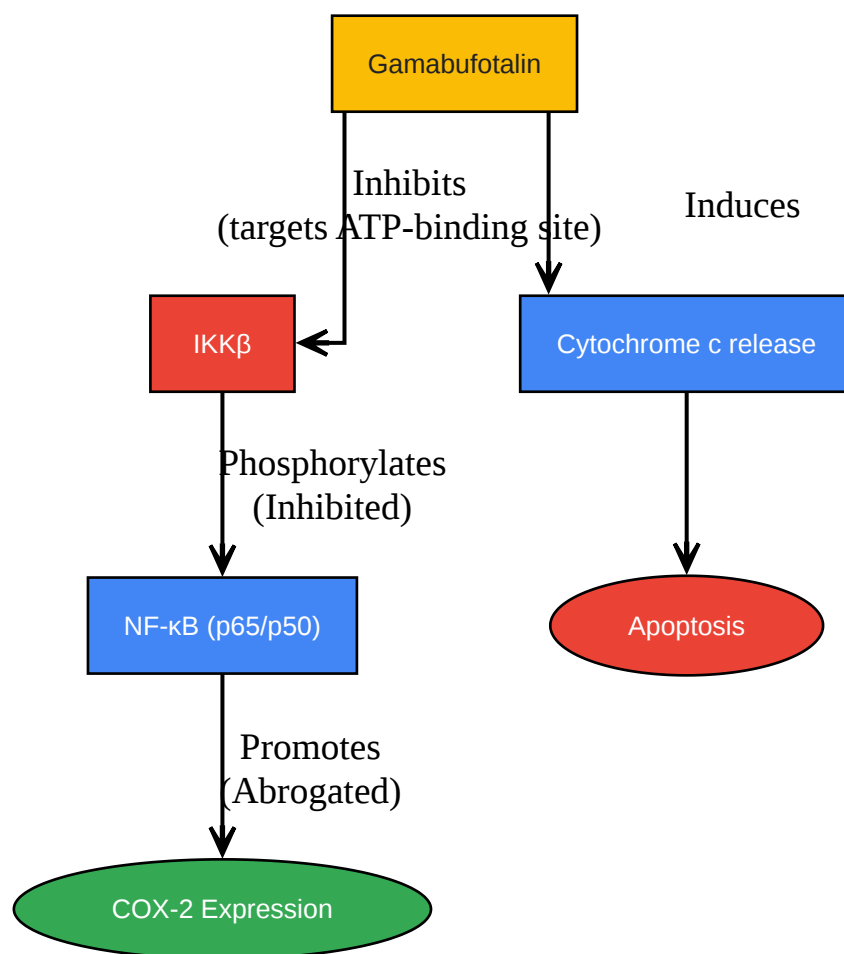 Gamabufotalin
Inhibits
(targets ATP-binding site)
Induces
IKKβ
Cytochrome c release
Phosphorylates
(Inhibited)
NF-κB (p65/p50)
Apoptosis
Promotes
(Abrogated)
COX-2 Expression